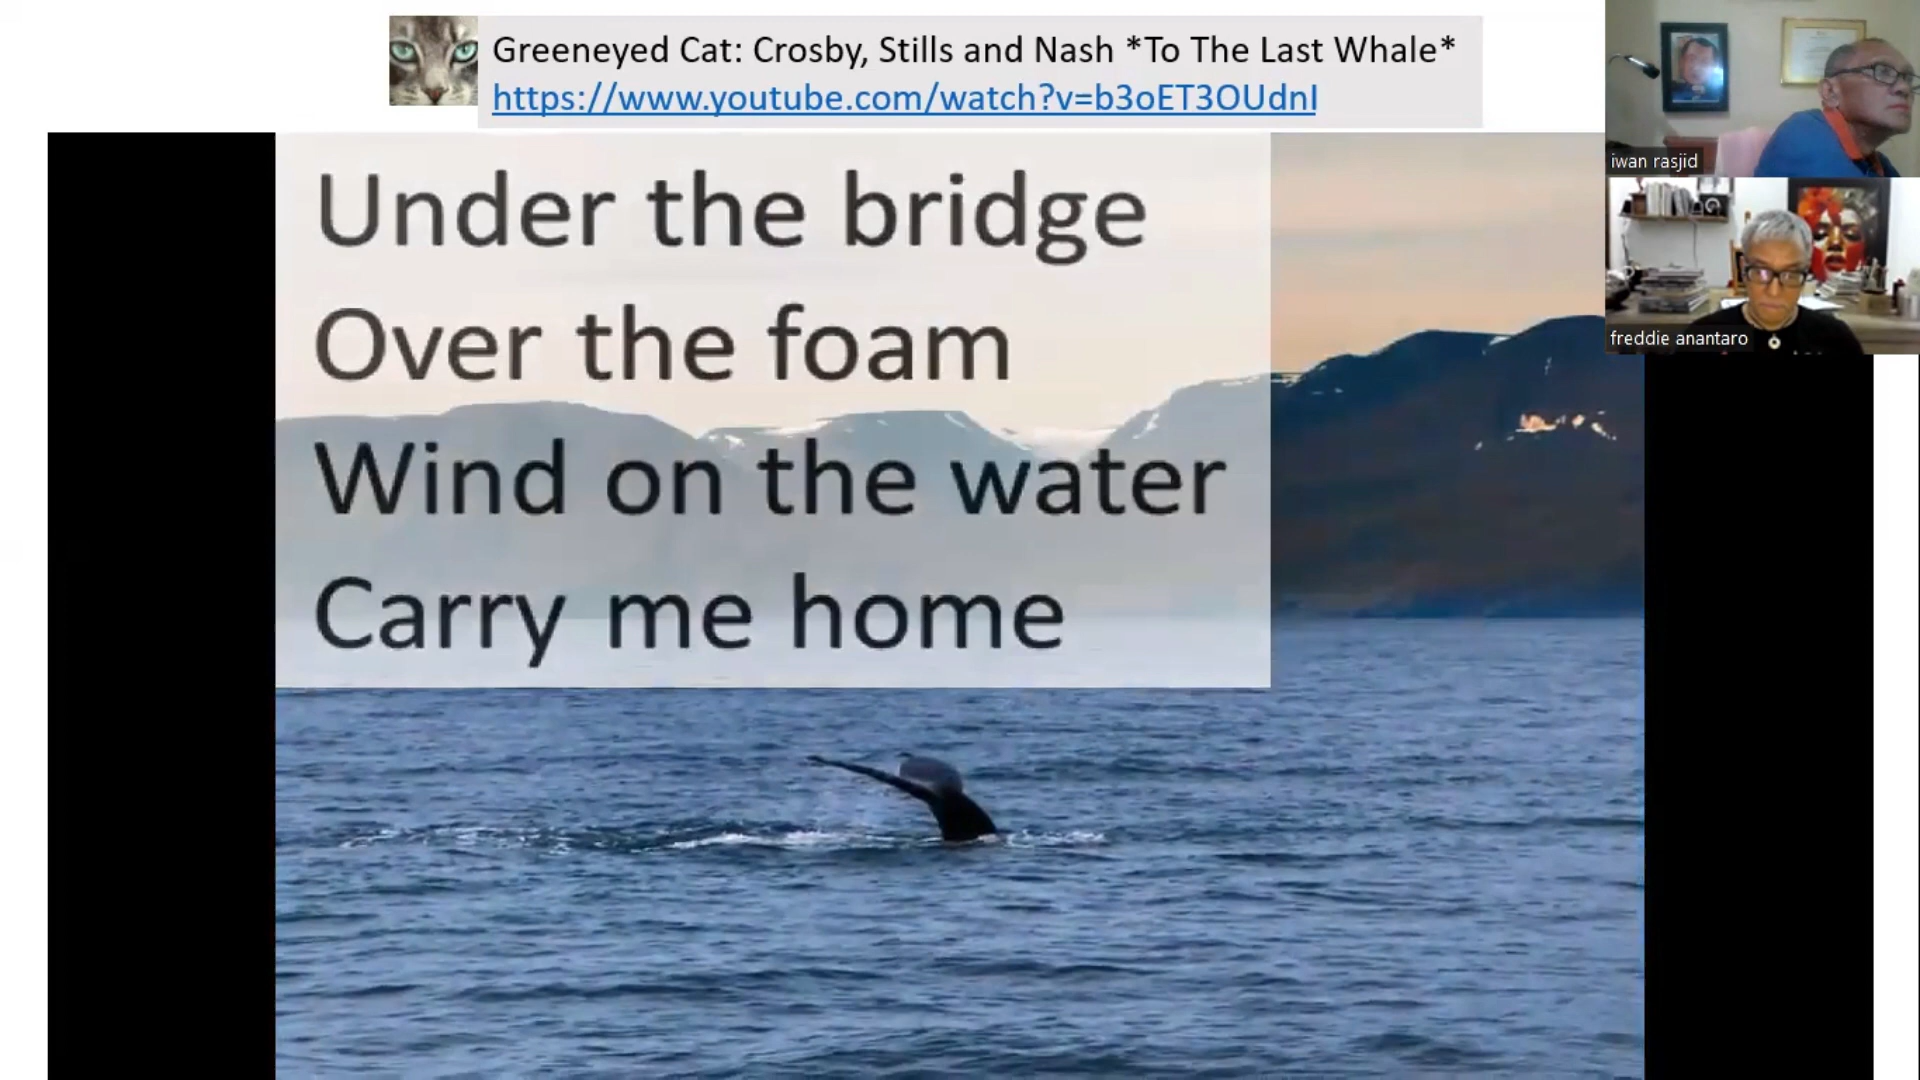 Greeneyed Cat: Crosby, Stills and Nash *To The Last Whale*
https://www.youtube.com/watch?v=b3oET3OUdnI
Under the bridge
Over the foam
Wind on the water
Carry me home
iwan rasjid
freddie anantaro